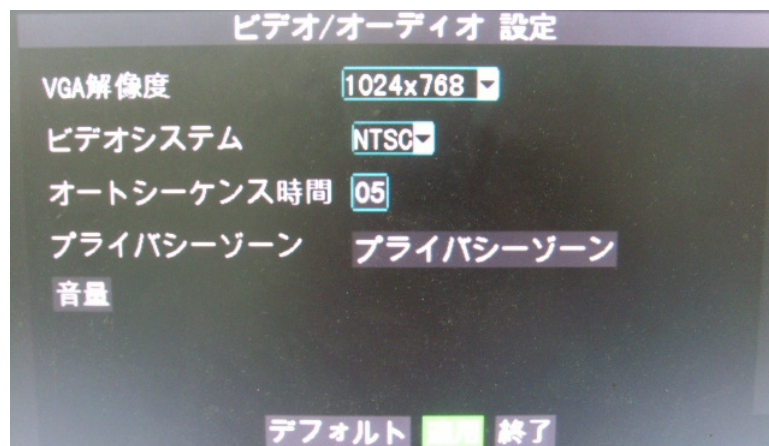 ビデオ/オーディオ 設定
VGA解像度 1024x768
ビデオシステム NTSC
オートシーケンス時間 05
プライバシーゾーン プライバシーゾーン
音量
デフォルト 終了